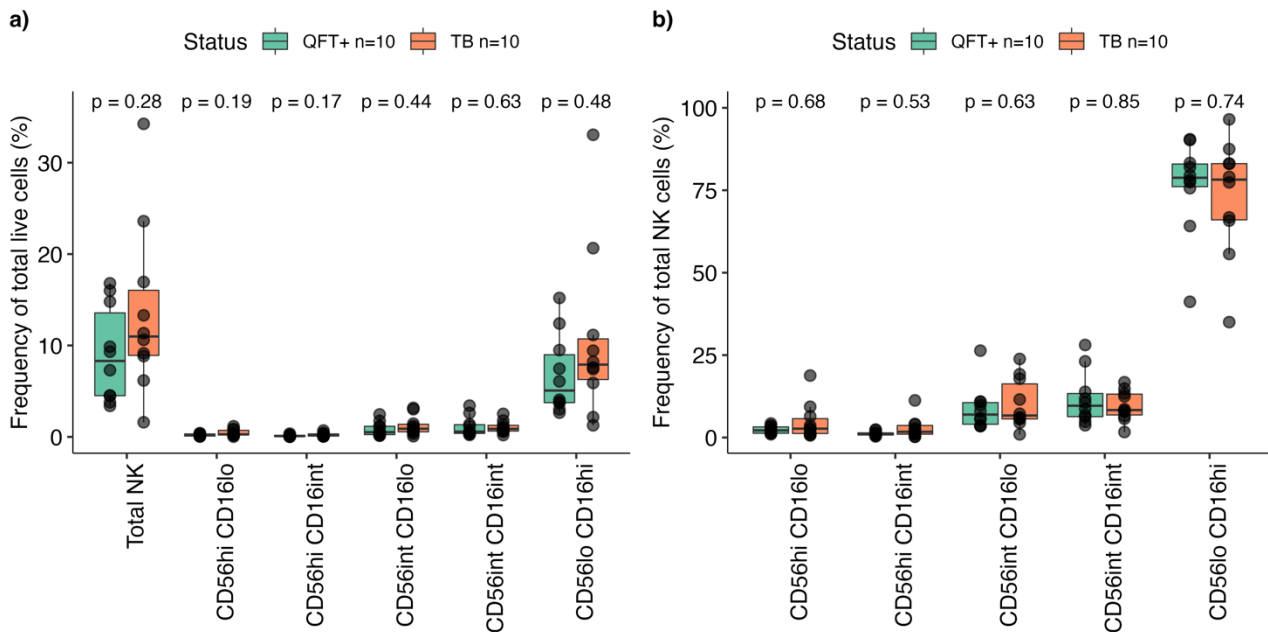 a)
Status QFT+ n=10 TB n=10
p = 0.28 p = 0.19 p = 0.17 p = 0.44 p = 0.63 p = 0.48
Frequency of total live cells (%)
30
20
10
0
Total NK
CD56hi CD16lo
CD56hi CD16int
CD56int CD16lo
CD56int CD16int
CD56lo CD16hi
b)
Status QFT+ n=10 TB n=10
p = 0.68 p = 0.53 p = 0.63 p = 0.85 p = 0.74
Frequency of total NK cells (%)
100
75
50
25
0
CD56hi CD16lo
CD56hi CD16int
CD56int CD16lo
CD56int CD16int
CD56lo CD16hi